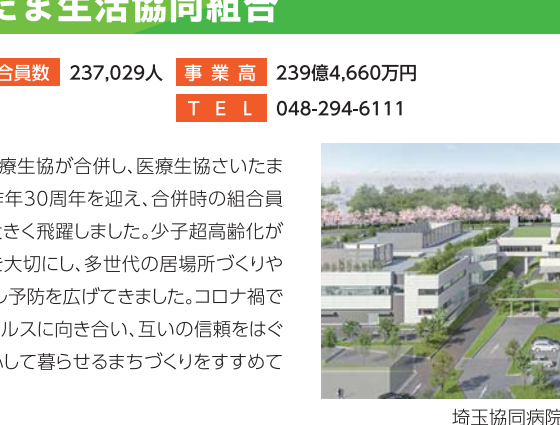 たま生活協同組合
合員数 237,029人 事業高 239億4,660万円
TEL 048-294-6111
療生協が合併し、医療生協さいたま
年30周年を迎え、合併時の組合員
きく飛躍しました。少子超高齢化が
大切にし、多世代の居場所づくりや
し予防を広げてきました。コロナ禍で
ルスに向き合い、互いの信頼をはぐ
して暮らせるまちづくりをすすめて
埼玉協同病院